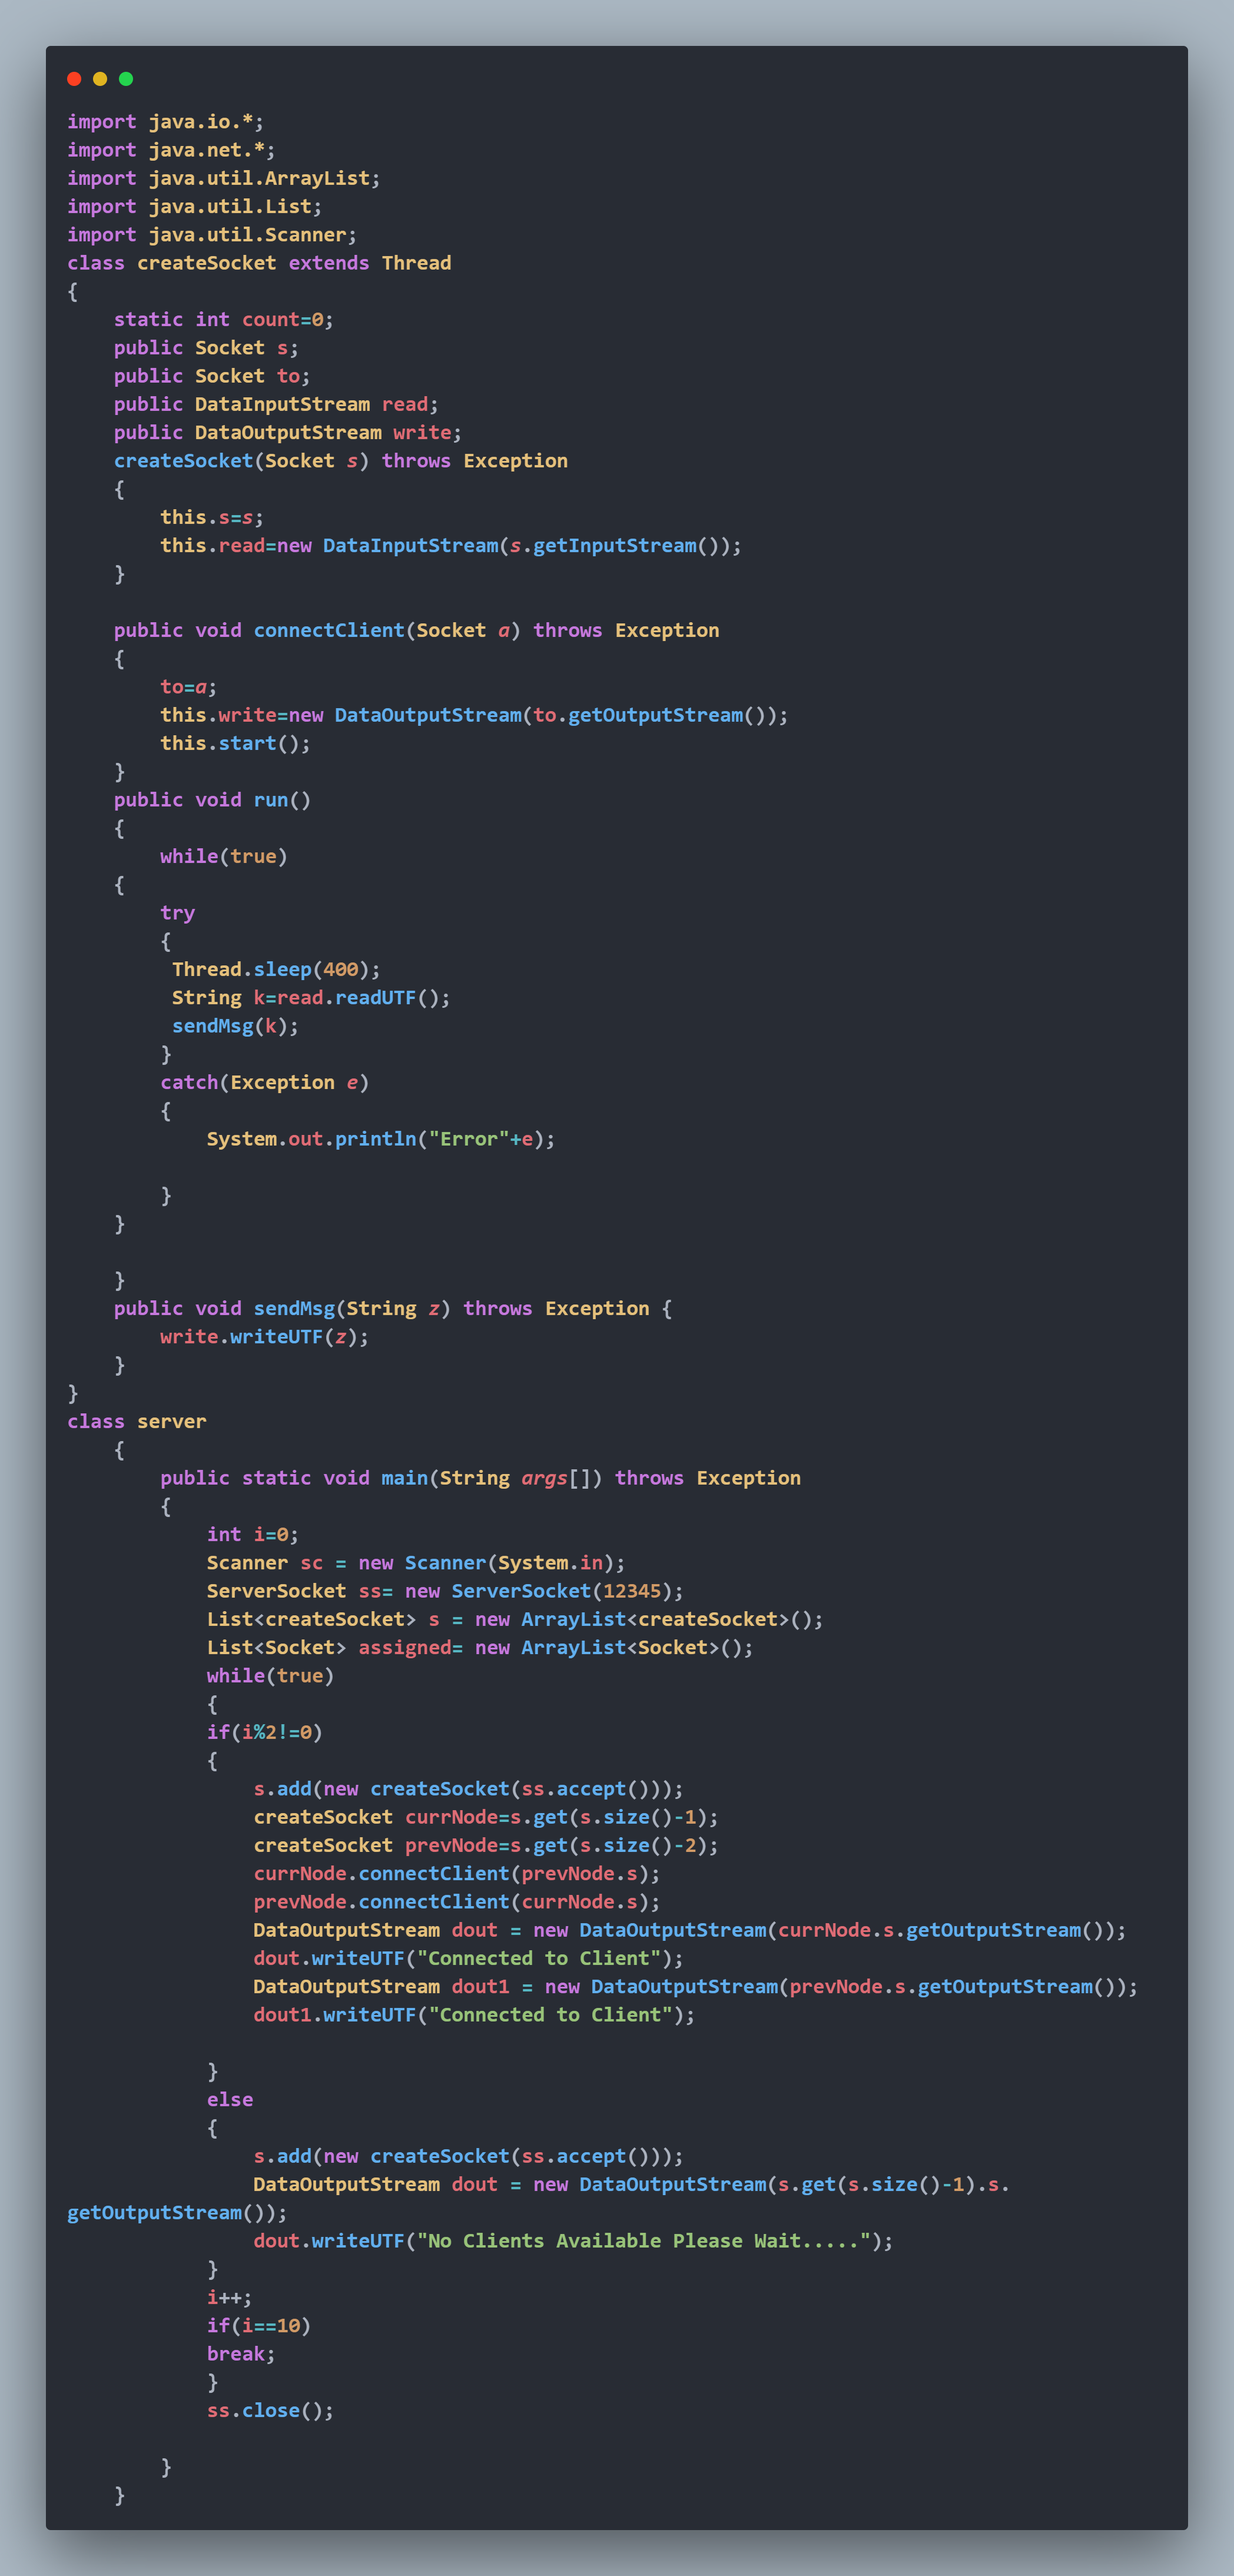 import java.io.*;
import java.net.*;
import java.util.ArrayList;
import java.util.List;
import java.util.Scanner;
class createSocket extends Thread
{
    static int count=0;
    public Socket s;
    public Socket to;
    public DataInputStream read;
    public DataOutputStream write;
    createSocket(Socket s) throws Exception
    {
        this.s=s;
        this.read=new DataInputStream(s.getInputStream());
    }

    public void connectClient(Socket a) throws Exception
    {
        to=a;
        this.write=new DataOutputStream(to.getOutputStream());
        this.start();
    }
    public void run()
    {
        while(true)
    {
        try
        {
         Thread.sleep(400);
         String k=read.readUTF();
         sendMsg(k);
        }
        catch(Exception e)
        {
            System.out.println("Error"+e);

        }
    }

    }
    public void sendMsg(String z) throws Exception {
        write.writeUTF(z);
    }
}
class server
    {
        public static void main(String args[]) throws Exception
        {
            int i=0;
            Scanner sc = new Scanner(System.in);
            ServerSocket ss= new ServerSocket(12345);
            List<createSocket> s = new ArrayList<createSocket>();
            List<Socket> assigned= new ArrayList<Socket>();
            while(true)
            {
            if(i%2!=0)
            {
                s.add(new createSocket(ss.accept()));
                createSocket currNode=s.get(s.size()-1);
                createSocket prevNode=s.get(s.size()-2);
                currNode.connectClient(prevNode.s);
                prevNode.connectClient(currNode.s);
                DataOutputStream dout = new DataOutputStream(currNode.s.getOutputStream());
                dout.writeUTF("Connected to Client");
                DataOutputStream dout1 = new DataOutputStream(prevNode.s.getOutputStream());
                dout1.writeUTF("Connected to Client");

            }
            else
            {
                s.add(new createSocket(ss.accept()));
                DataOutputStream dout = new DataOutputStream(s.get(s.size()-1).s.
getOutputStream());
                dout.writeUTF("No Clients Available Please Wait.....");
            }
            i++;
            if(i==10)
            break;
            }
            ss.close();

        }
    }